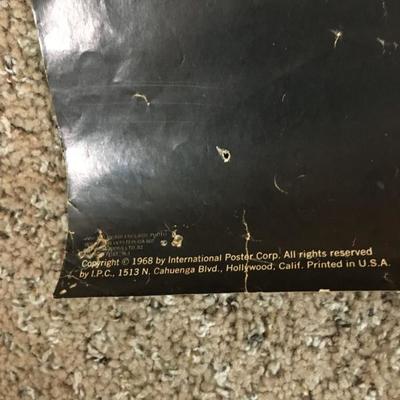 Copyright © 1968 by International Poster Corp. All rights reserved
by I.P.C., 1513 N. Cahuenga Blvd., Hollywood, Calif. Printed in U.S.A.